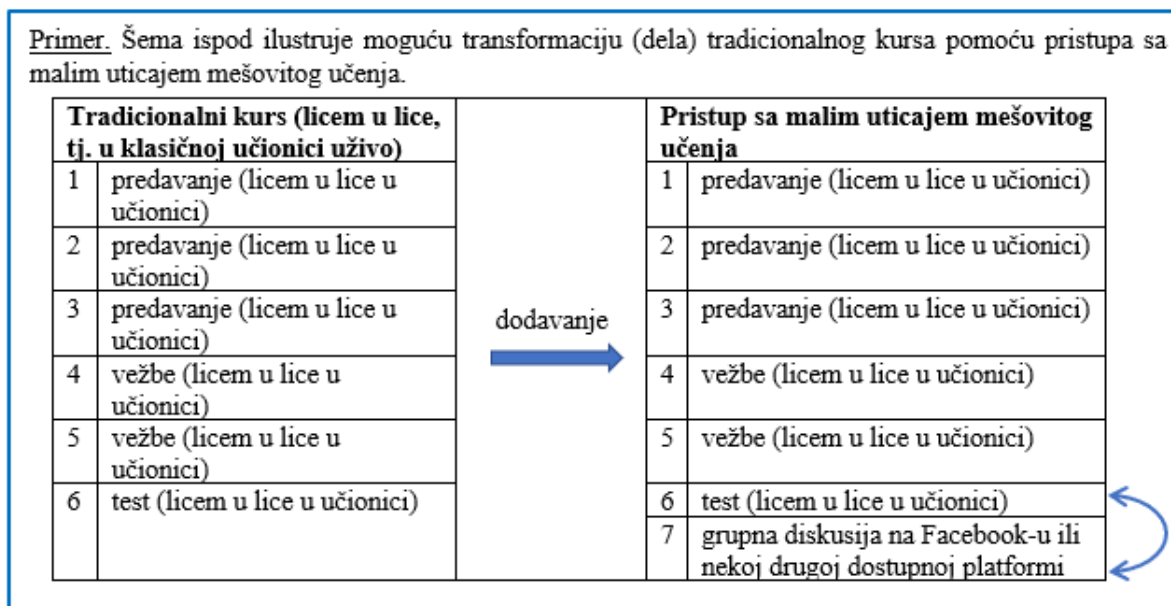 Primer. Šema ispod ilustruje moguću transformaciju (dela) tradicionalnog kursa pomoću pristupa sa
malim uticajem mešovitog učenja.
Tradicionalni kurs (licem u lice,
tj. u klasičnoj učionici uživo)
1 predavanje (licem u lice u
učionici)
2 predavanje (licem u lice u
učionici)
3 predavanje (licem u lice u
učionici)
4 vežbe (licem u lice u
učionici)
5 vežbe (licem u lice u
učionici)
6 test (licem u lice u učionici)
dodavanje
Pristup sa malim uticajem mešovitog
učenja
1 predavanje (licem u lice u učionici)
2 predavanje (licem u lice u učionici)
3 predavanje (licem u lice u učionici)
4 vežbe (licem u lice u učionici)
5 vežbe (licem u lice u učionici)
6 test (licem u lice u učionici)
7 grupna diskusija na Facebook-u ili
nekoj drugoj dostupnoj platformi